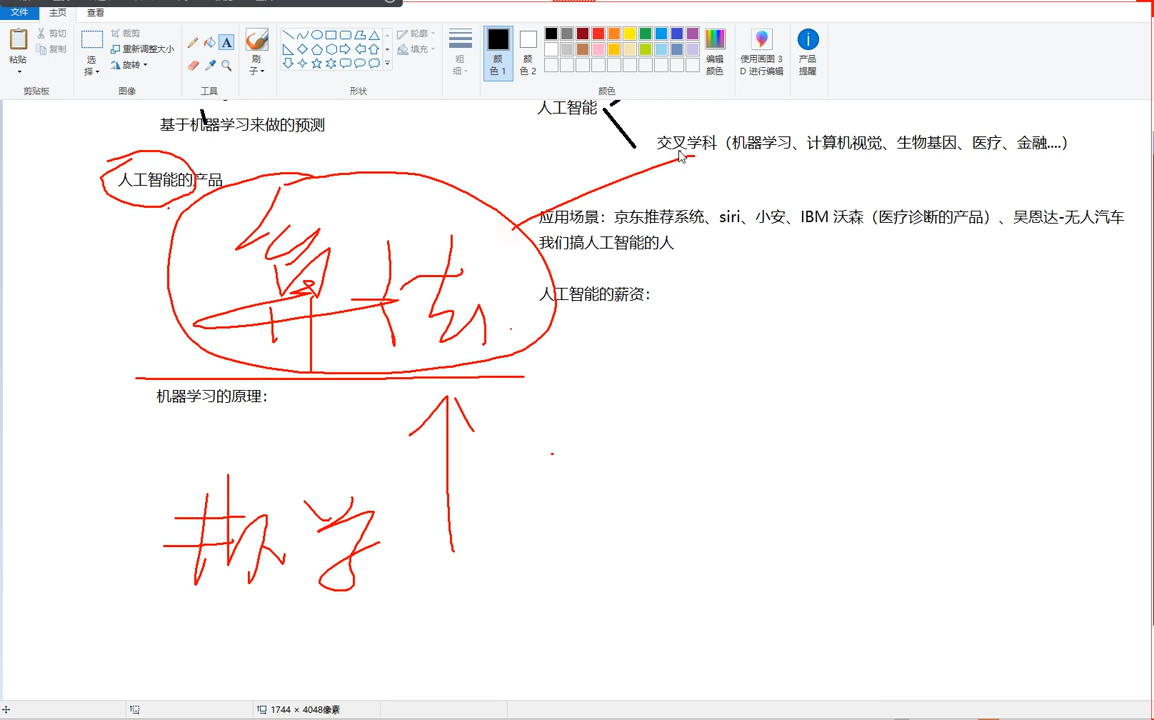 文件 主页 查看
剪切
复制
粘贴
剪贴板
裁剪
重新调整大小
旋转
选
择
图像
A
工具
刷
子
形状
轮廓
填充
粗
细
颜
色 1
颜
色 2
颜色
编辑
颜色
使用画图 3
D 进行编辑
产品
提醒
人工智能
基于机器学习来做的预测
交叉学科（机器学习、计算机视觉、生物基因、医疗、金融....）
人工智能的产品
应用场景：京东推荐系统、siri、小安、IBM 沃森（医疗诊断的产品）、吴恩达-无人汽车
我们搞人工智能的人
算法
人工智能的薪资：
机器学习的原理：
1744 × 4048像素